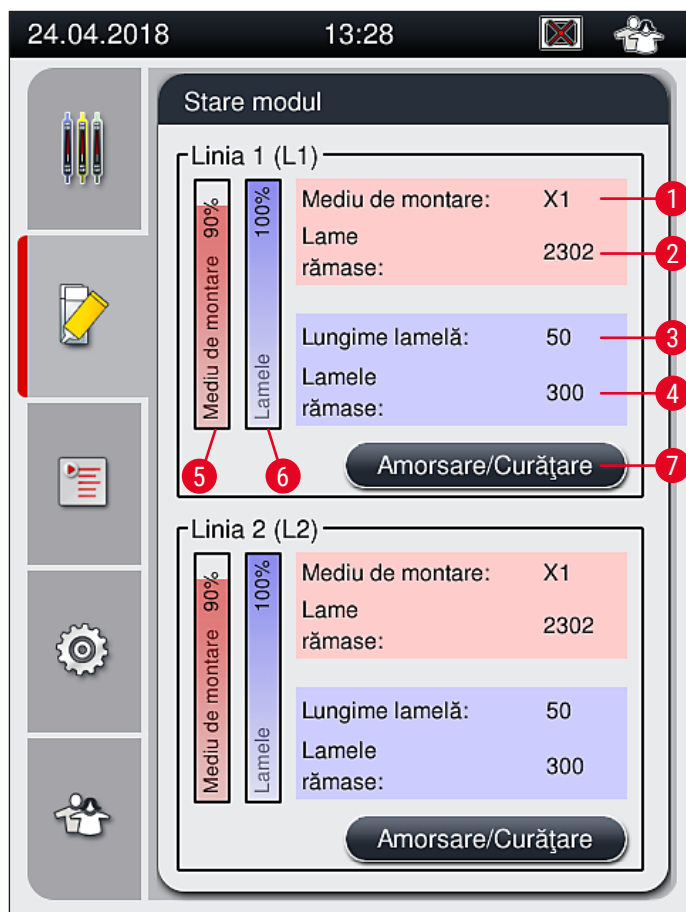 24.04.2018 13:28
Stare modul
Linia 1 (L1)
Mediu de montare 90%
Lamele 100%
Mediu de montare: X1
Lame
rămase: 2302
Lungime lamelă: 50
Lamele
rămase: 300
Amorsare/Curăţare
1
2
3
4
5
6
7
Linia 2 (L2)
Mediu de montare 90%
Lamele 100%
Mediu de montare: X1
Lame
rămase: 2302
Lungime lamelă: 50
Lamele
rămase: 300
Amorsare/Curăţare